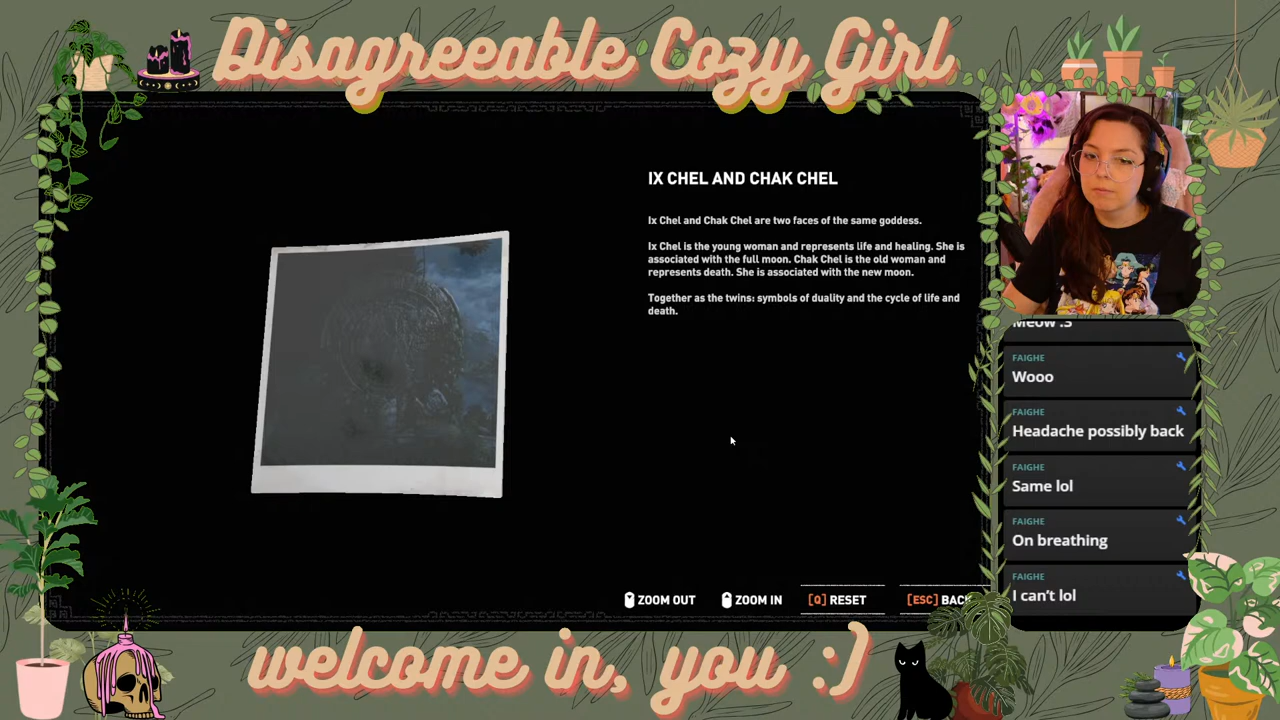 Disagreeable Cozy Girl
IX CHEL AND CHAK CHEL
Ix Chel and Chak Chel are two faces of the same goddess.
Ix Chel is the young woman and represents life and healing. She is
associated with the full moon. Chak Chel is the old woman and
represents death. She is associated with the new moon.
Together as the twins: symbols of duality and the cycle of life and
death.
ZOOM OUT ZOOM IN [Q] RESET [ESC] BACK
Meow :3
FAIGHE
Wooo
FAIGHE
Headache possibly back
FAIGHE
Same lol
FAIGHE
On breathing
FAIGHE
I can't lol
welcome in, you :)